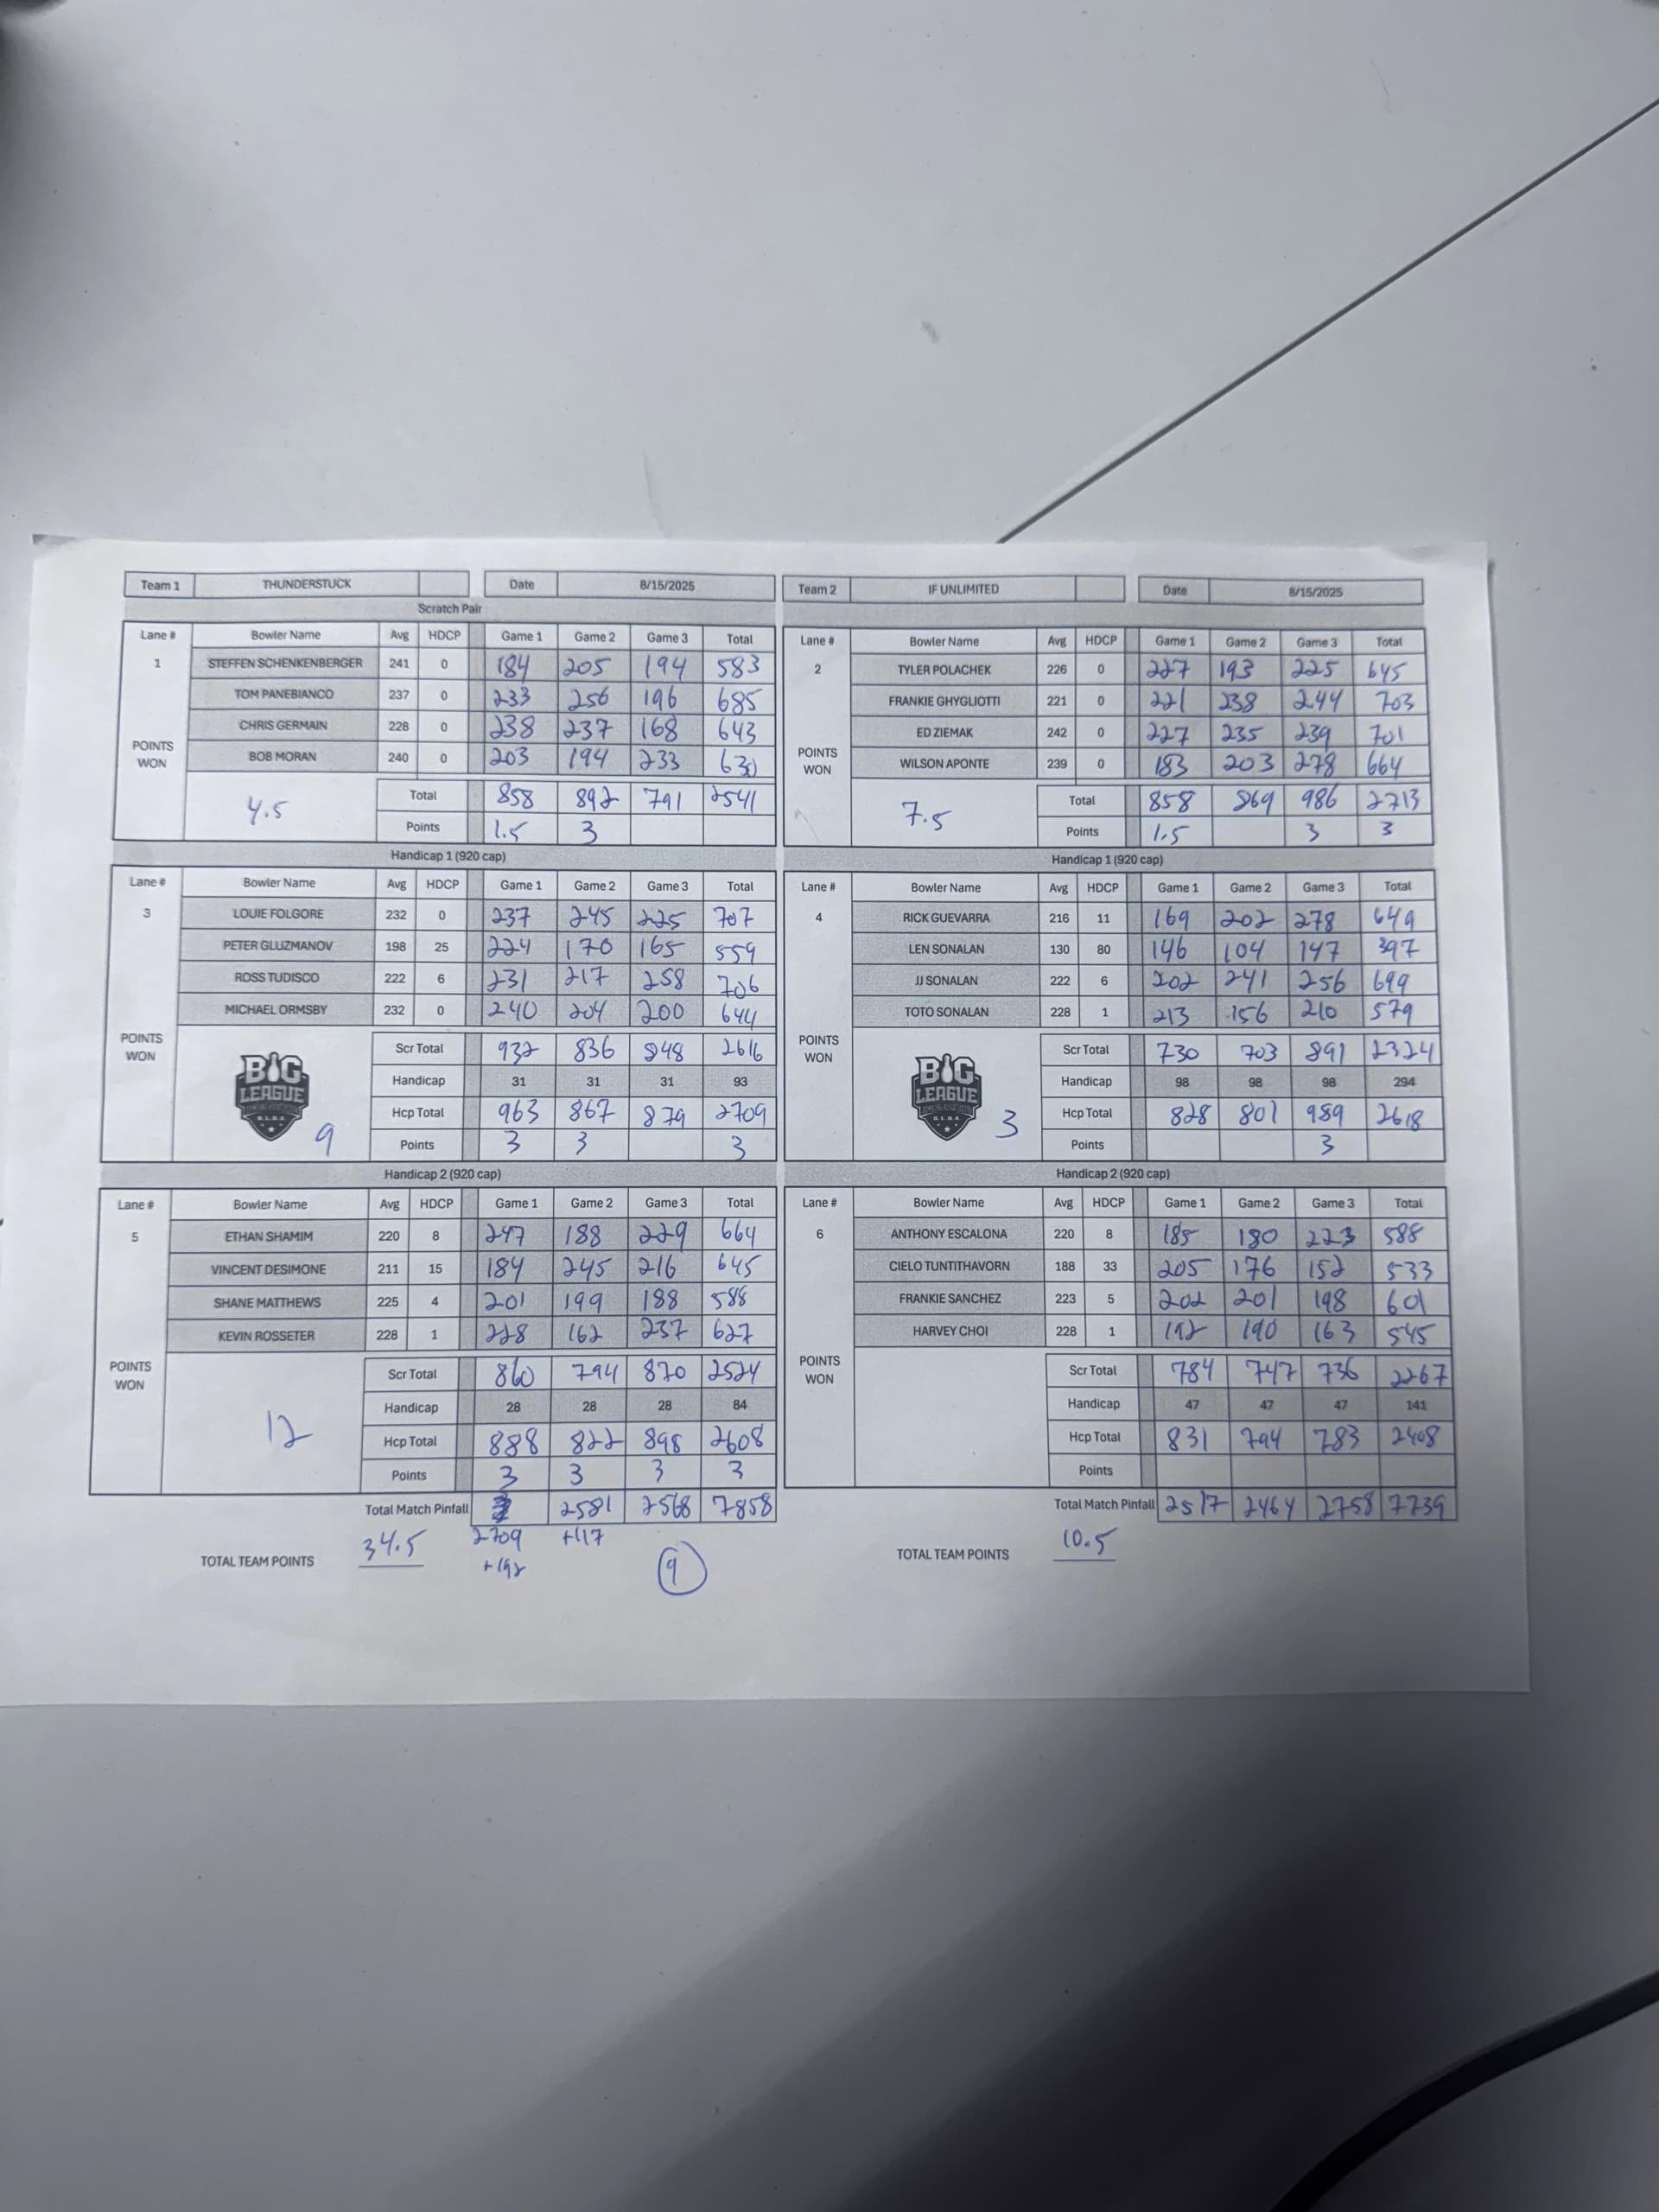 Team 1 THUNDERSTUCK Date 8/15/2025 Team 2 IF UNLIMITED Date 8/15/2025
Scratch Pair
Lane # Bowler Name Avg HDCP Game 1 Game 2 Game 3 Total Lane # Bowler Name Avg HDCP Game 1 Game 2 Game 3 Total
1 STEFFEN SCHENKENBERGER 241 0 184 205 194 583 2 TYLER POLACHEK 226 0 227 193 225 645
TOM PANEBIANCO 237 0 233 256 196 685 FRANKIE GHYGLIOTTI 221 0 221 238 244 703
CHRIS GERMAIN 228 0 238 237 168 643 ED ZIEMAK 242 0 227 235 239 701
POINTS WON BOB MORAN 240 0 203 194 233 630 POINTS WON WILSON APONTE 239 0 183 203 278 664
4.5 Total 858 892 791 2541 7.5 Total 858 869 986 2713
Points 1.5 3 Points 1.5 3 3
Handicap 1 (920 cap) Handicap 1 (920 cap)
Lane # Bowler Name Avg HDCP Game 1 Game 2 Game 3 Total Lane # Bowler Name Avg HDCP Game 1 Game 2 Game 3 Total
3 LOUIE FOLGORE 232 0 237 245 225 707 4 RICK GUEVARRA 216 11 169 202 278 649
PETER GLUZMANOV 198 25 224 170 165 559 LEN SONALAN 130 80 146 104 147 397
ROSS TUDISCO 222 6 231 217 258 706 JJ SONALAN 222 6 202 241 256 699
MICHAEL ORMSBY 232 0 240 204 200 644 TOTO SONALAN 228 1 213 156 210 579
POINTS WON BIG LEAGUE Scr Total 932 836 848 2616 POINTS WON BIG LEAGUE Scr Total 730 703 891 2324
Handicap 31 31 31 93 Handicap 98 98 98 294
9 Hcp Total 963 867 879 2709 3 Hcp Total 828 801 989 2618
Points 3 3 3 Points 3
Handicap 2 (920 cap) Handicap 2 (920 cap)
Lane # Bowler Name Avg HDCP Game 1 Game 2 Game 3 Total Lane # Bowler Name Avg HDCP Game 1 Game 2 Game 3 Total
5 ETHAN SHAMIM 220 8 247 188 229 664 6 ANTHONY ESCALONA 220 8 185 180 223 588
VINCENT DESIMONE 211 15 184 245 216 645 CIELO TUNTITHAVORN 188 33 205 176 152 533
SHANE MATTHEWS 225 4 201 199 188 588 FRANKIE SANCHEZ 223 5 202 201 198 601
KEVIN ROSSETER 228 1 228 162 237 627 HARVEY CHOI 228 1 192 190 163 545
POINTS WON Scr Total 860 794 870 2524 POINTS WON Scr Total 784 747 736 2267
Handicap 28 28 28 84 Handicap 47 47 47 141
12 Hcp Total 888 822 898 2608 Hcp Total 831 794 783 2408
Points 3 3 3 3 Points
Total Match Pinfall 2581 2568 7858 Total Match Pinfall 2517 2464 2758 7739
TOTAL TEAM POINTS 34.5 2709 +117 TOTAL TEAM POINTS 10.5
+192 9